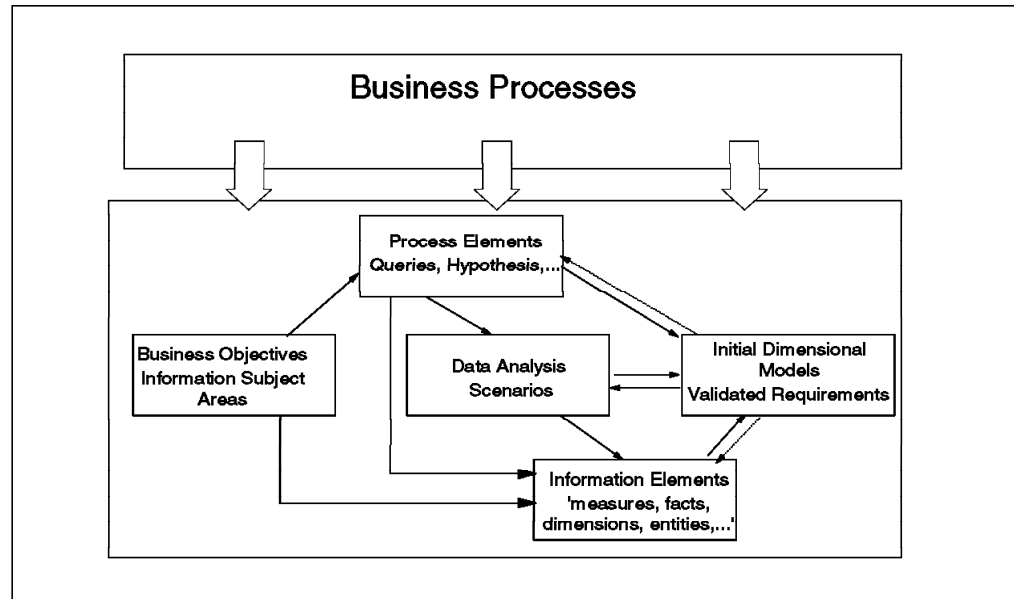 Business Processes
Process Elements
Queries, Hypothesis,...
Business Objectives
Information Subject
Areas
Data Analysis
Scenarios
Initial Dimensional
Models
Validated Requirements
Information Elements
'measures, facts,
dimensions, entities,...'